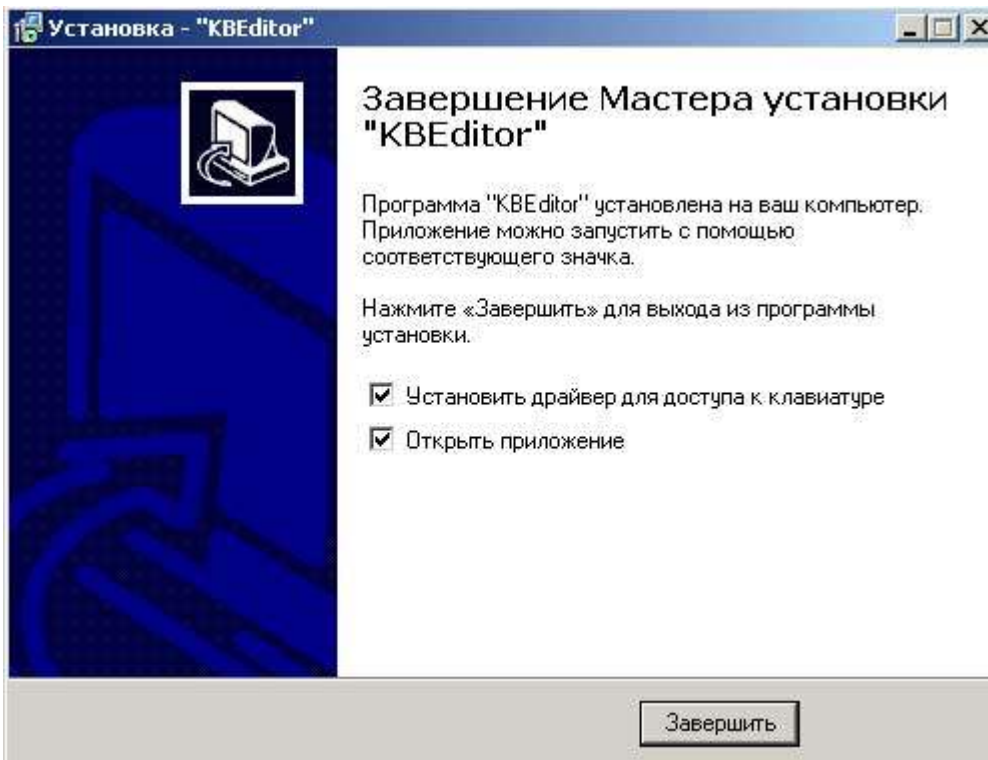 Установка - "KBEditor"
Завершение Мастера установки
"KBEditor"
Программа "KBEditor" установлена на ваш компьютер.
Приложение можно запустить с помощью
соответствующего значка.
Нажмите «Завершить» для выхода из программы
установки.
Установить драйвер для доступа к клавиатуре
Открыть приложение
Завершить